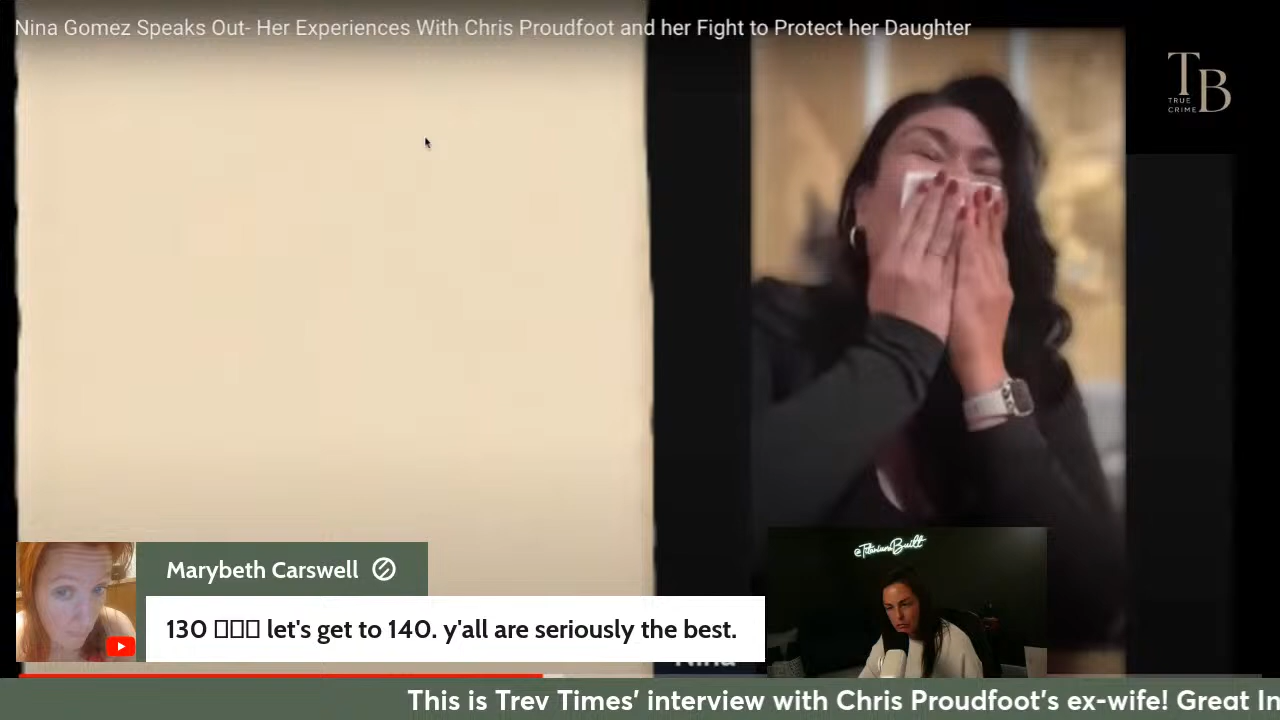 Nina Gomez Speaks Out- Her Experiences With Chris Proudfoot and her Fight to Protect her Daughter
TB
TRUE
CRIME
@TitaniumBuilt
Marybeth Carswell
130 □□□ let's get to 140. y'all are seriously the best.
Nina
This is Trev Times' interview with Chris Proudfoot's ex-wife! Great In